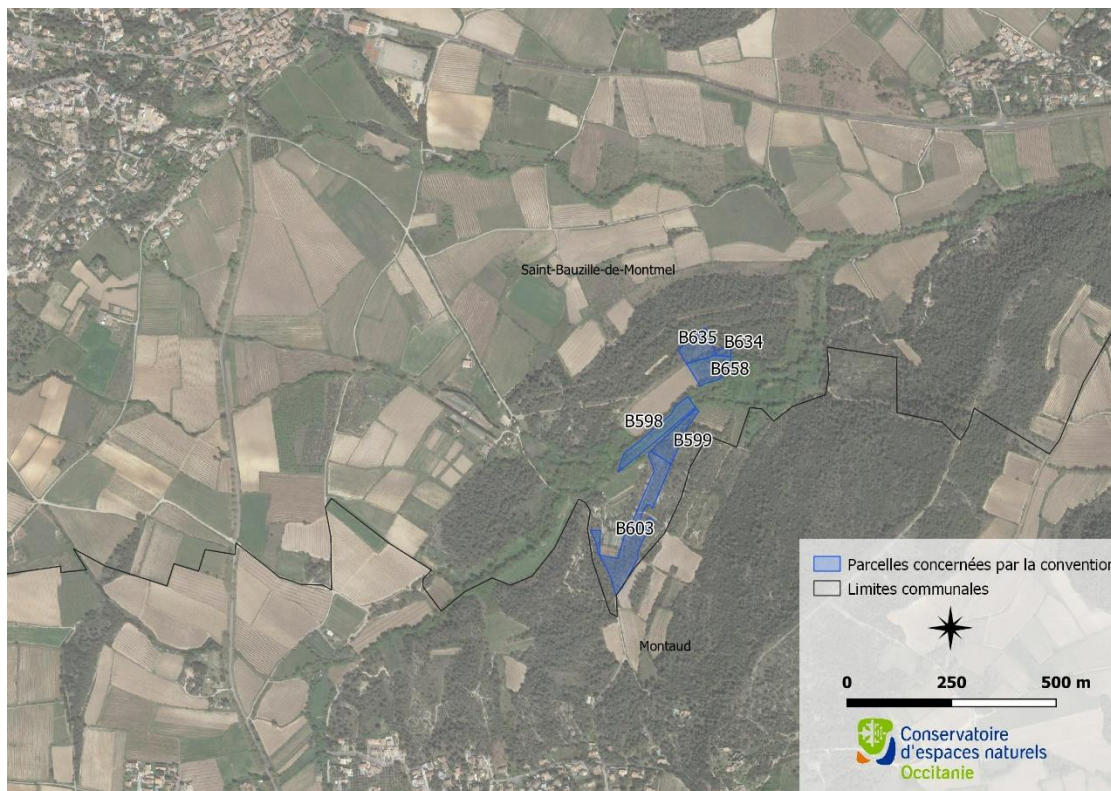 Saint-Bauzille-de-Montmel
B635
B634
B658
B598
B599
B603
Montaud
Parcelles concernées par la convention
Limites communales
0 250 500 m
Conservatoire
d'espaces naturels
Occitanie